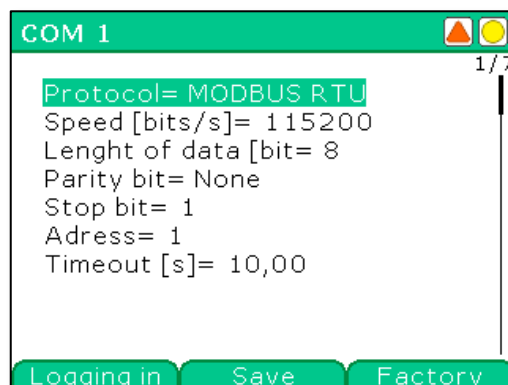 COM 1
1/7
Protocol= MODBUS RTU
Speed [bits/s]= 115200
Lenght of data [bit= 8
Parity bit= None
Stop bit= 1
Adress= 1
Timeout [s]= 10,00
Logging in Save Factory